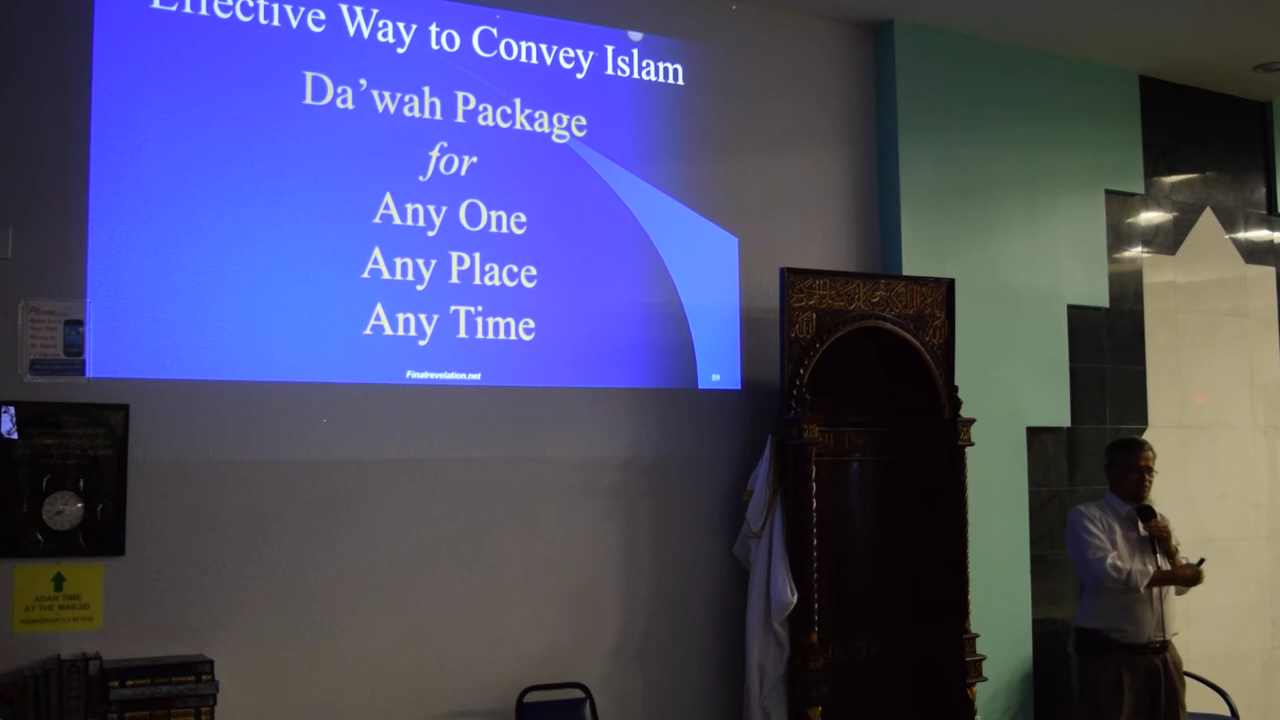 Effective Way to Convey Islam
Da'wah Package
for
Any One
Any Place
Any Time
Finalrevelation.net
19
ADAN TIME
AT THE MASJID